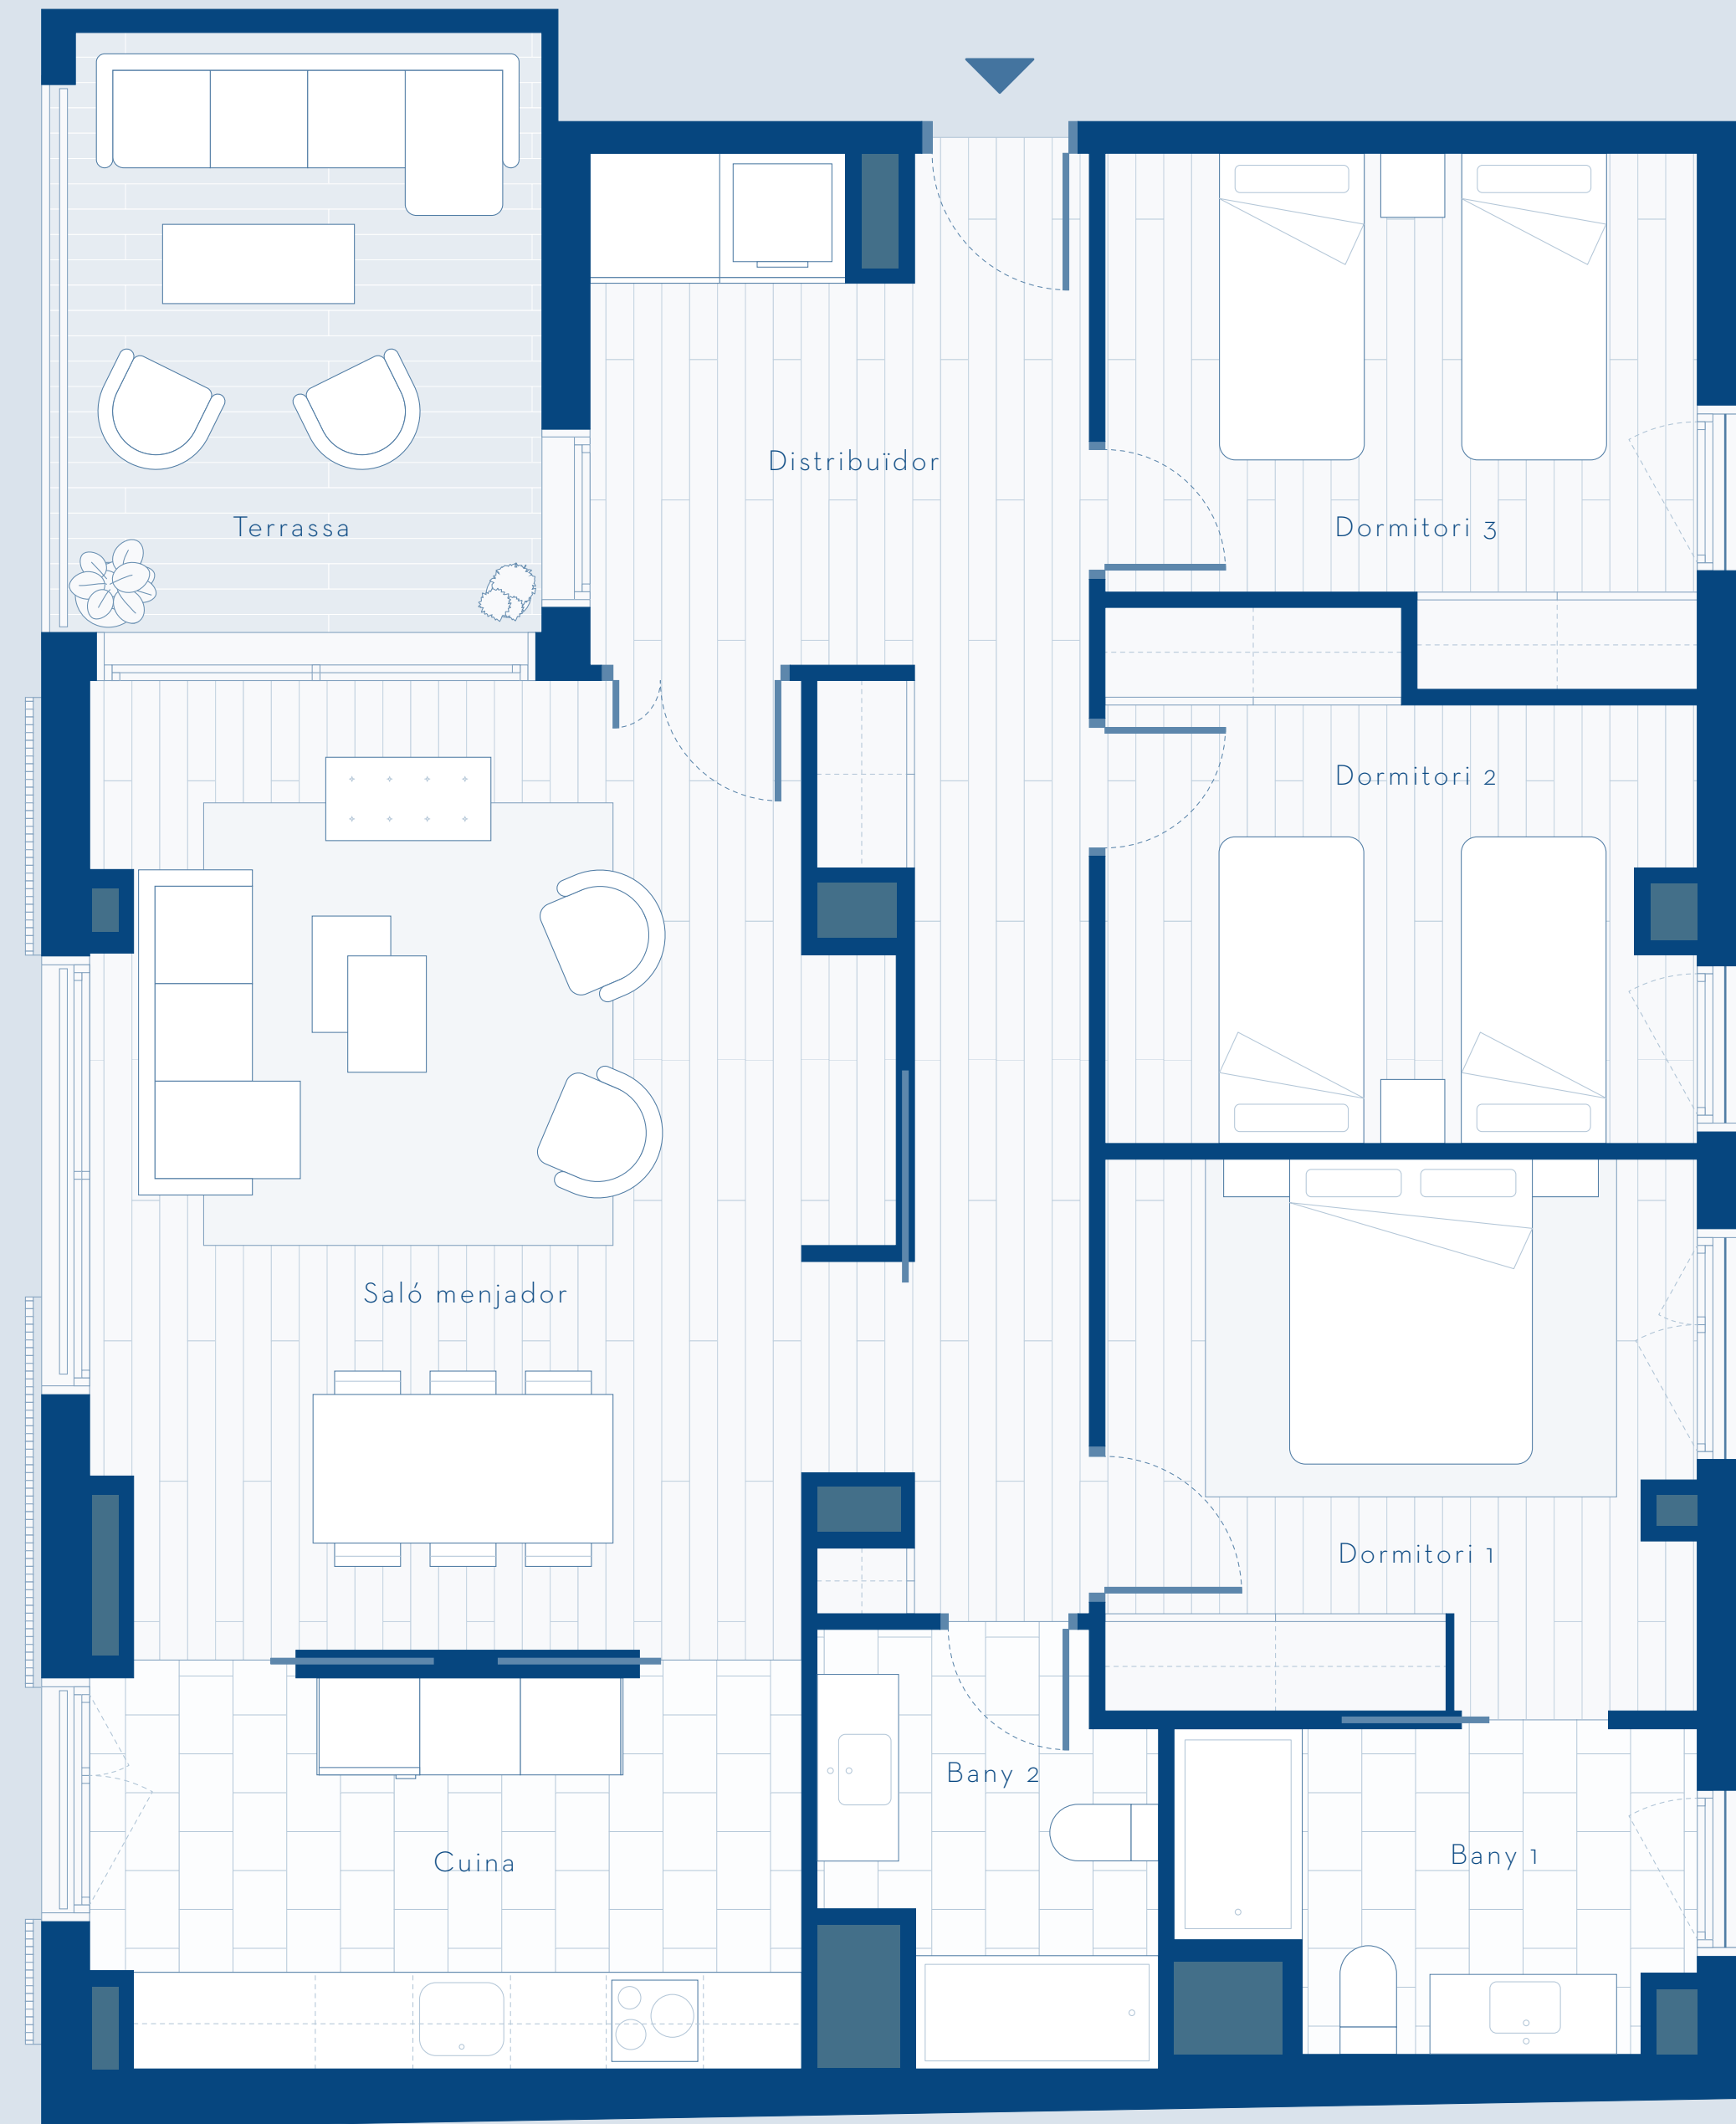 Distribuïdor
Terrassa
Dormitori 3
Dormitori 2
Saló menjador
Dormitori 1
Bany 2
Bany 1
Cuina